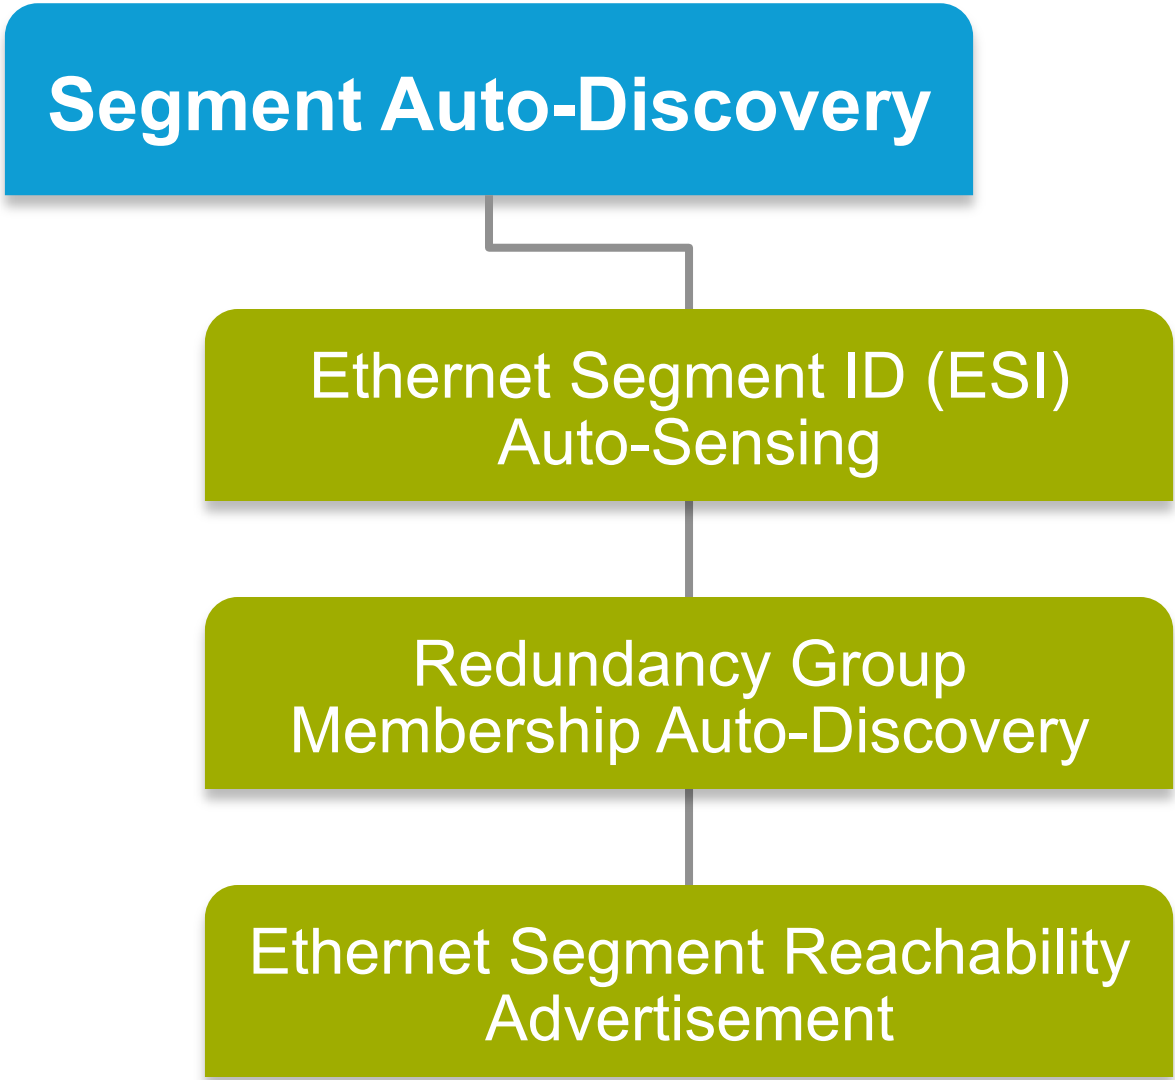 Segment Auto-Discovery
Ethernet Segment ID (ESI)
Auto-Sensing
Redundancy Group
Membership Auto-Discovery
Ethernet Segment Reachability
Advertisement